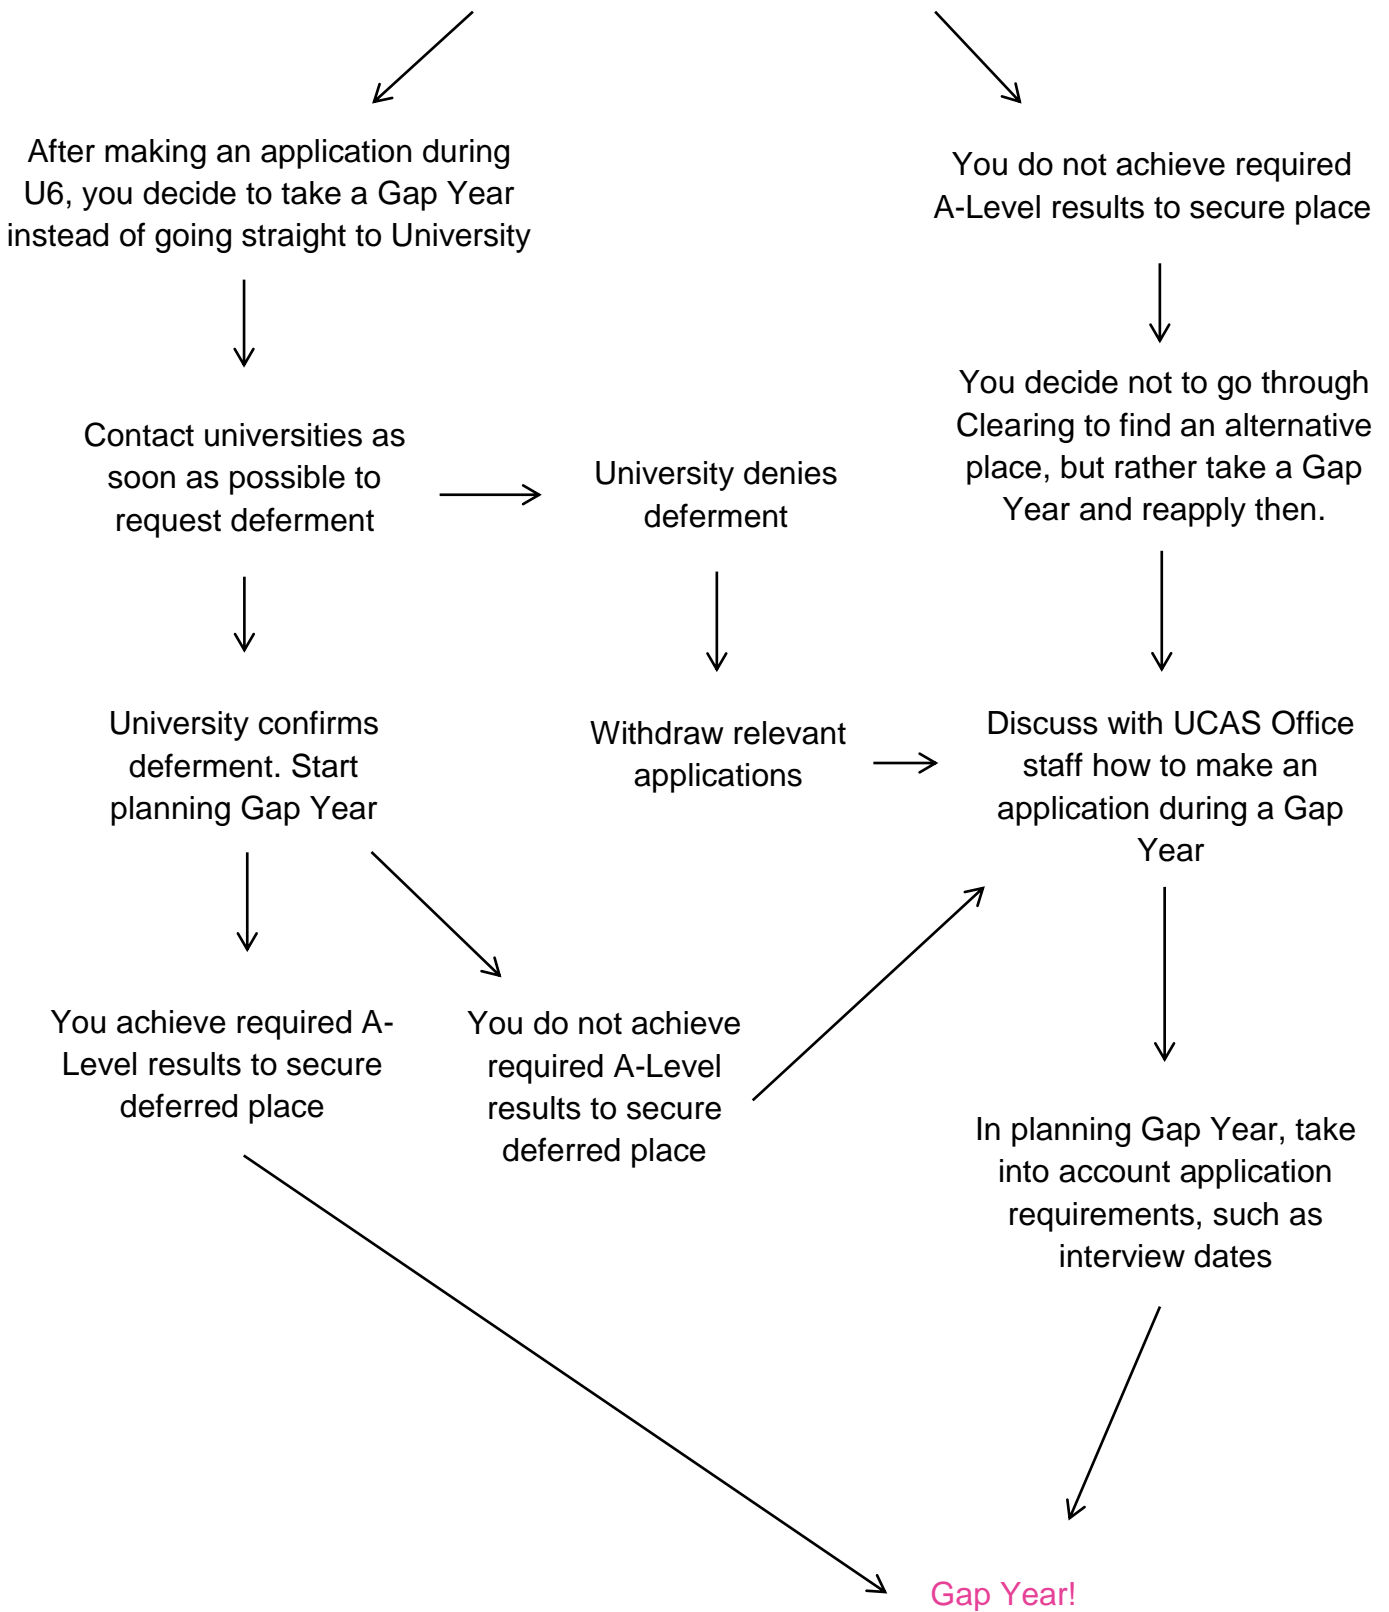 After making an application during
U6, you decide to take a Gap Year
instead of going straight to University
You do not achieve required
A-Level results to secure place
Contact universities as
soon as possible to
request deferment
University denies
deferment
You decide not to go through
Clearing to find an alternative
place, but rather take a Gap
Year and reapply then.
University confirms
deferment. Start
planning Gap Year
Withdraw relevant
applications
Discuss with UCAS Office
staff how to make an
application during a Gap
Year
You achieve required A-
Level results to secure
deferred place
You do not achieve
required A-Level
results to secure
deferred place
In planning Gap Year, take
into account application
requirements, such as
interview dates
Gap Year!